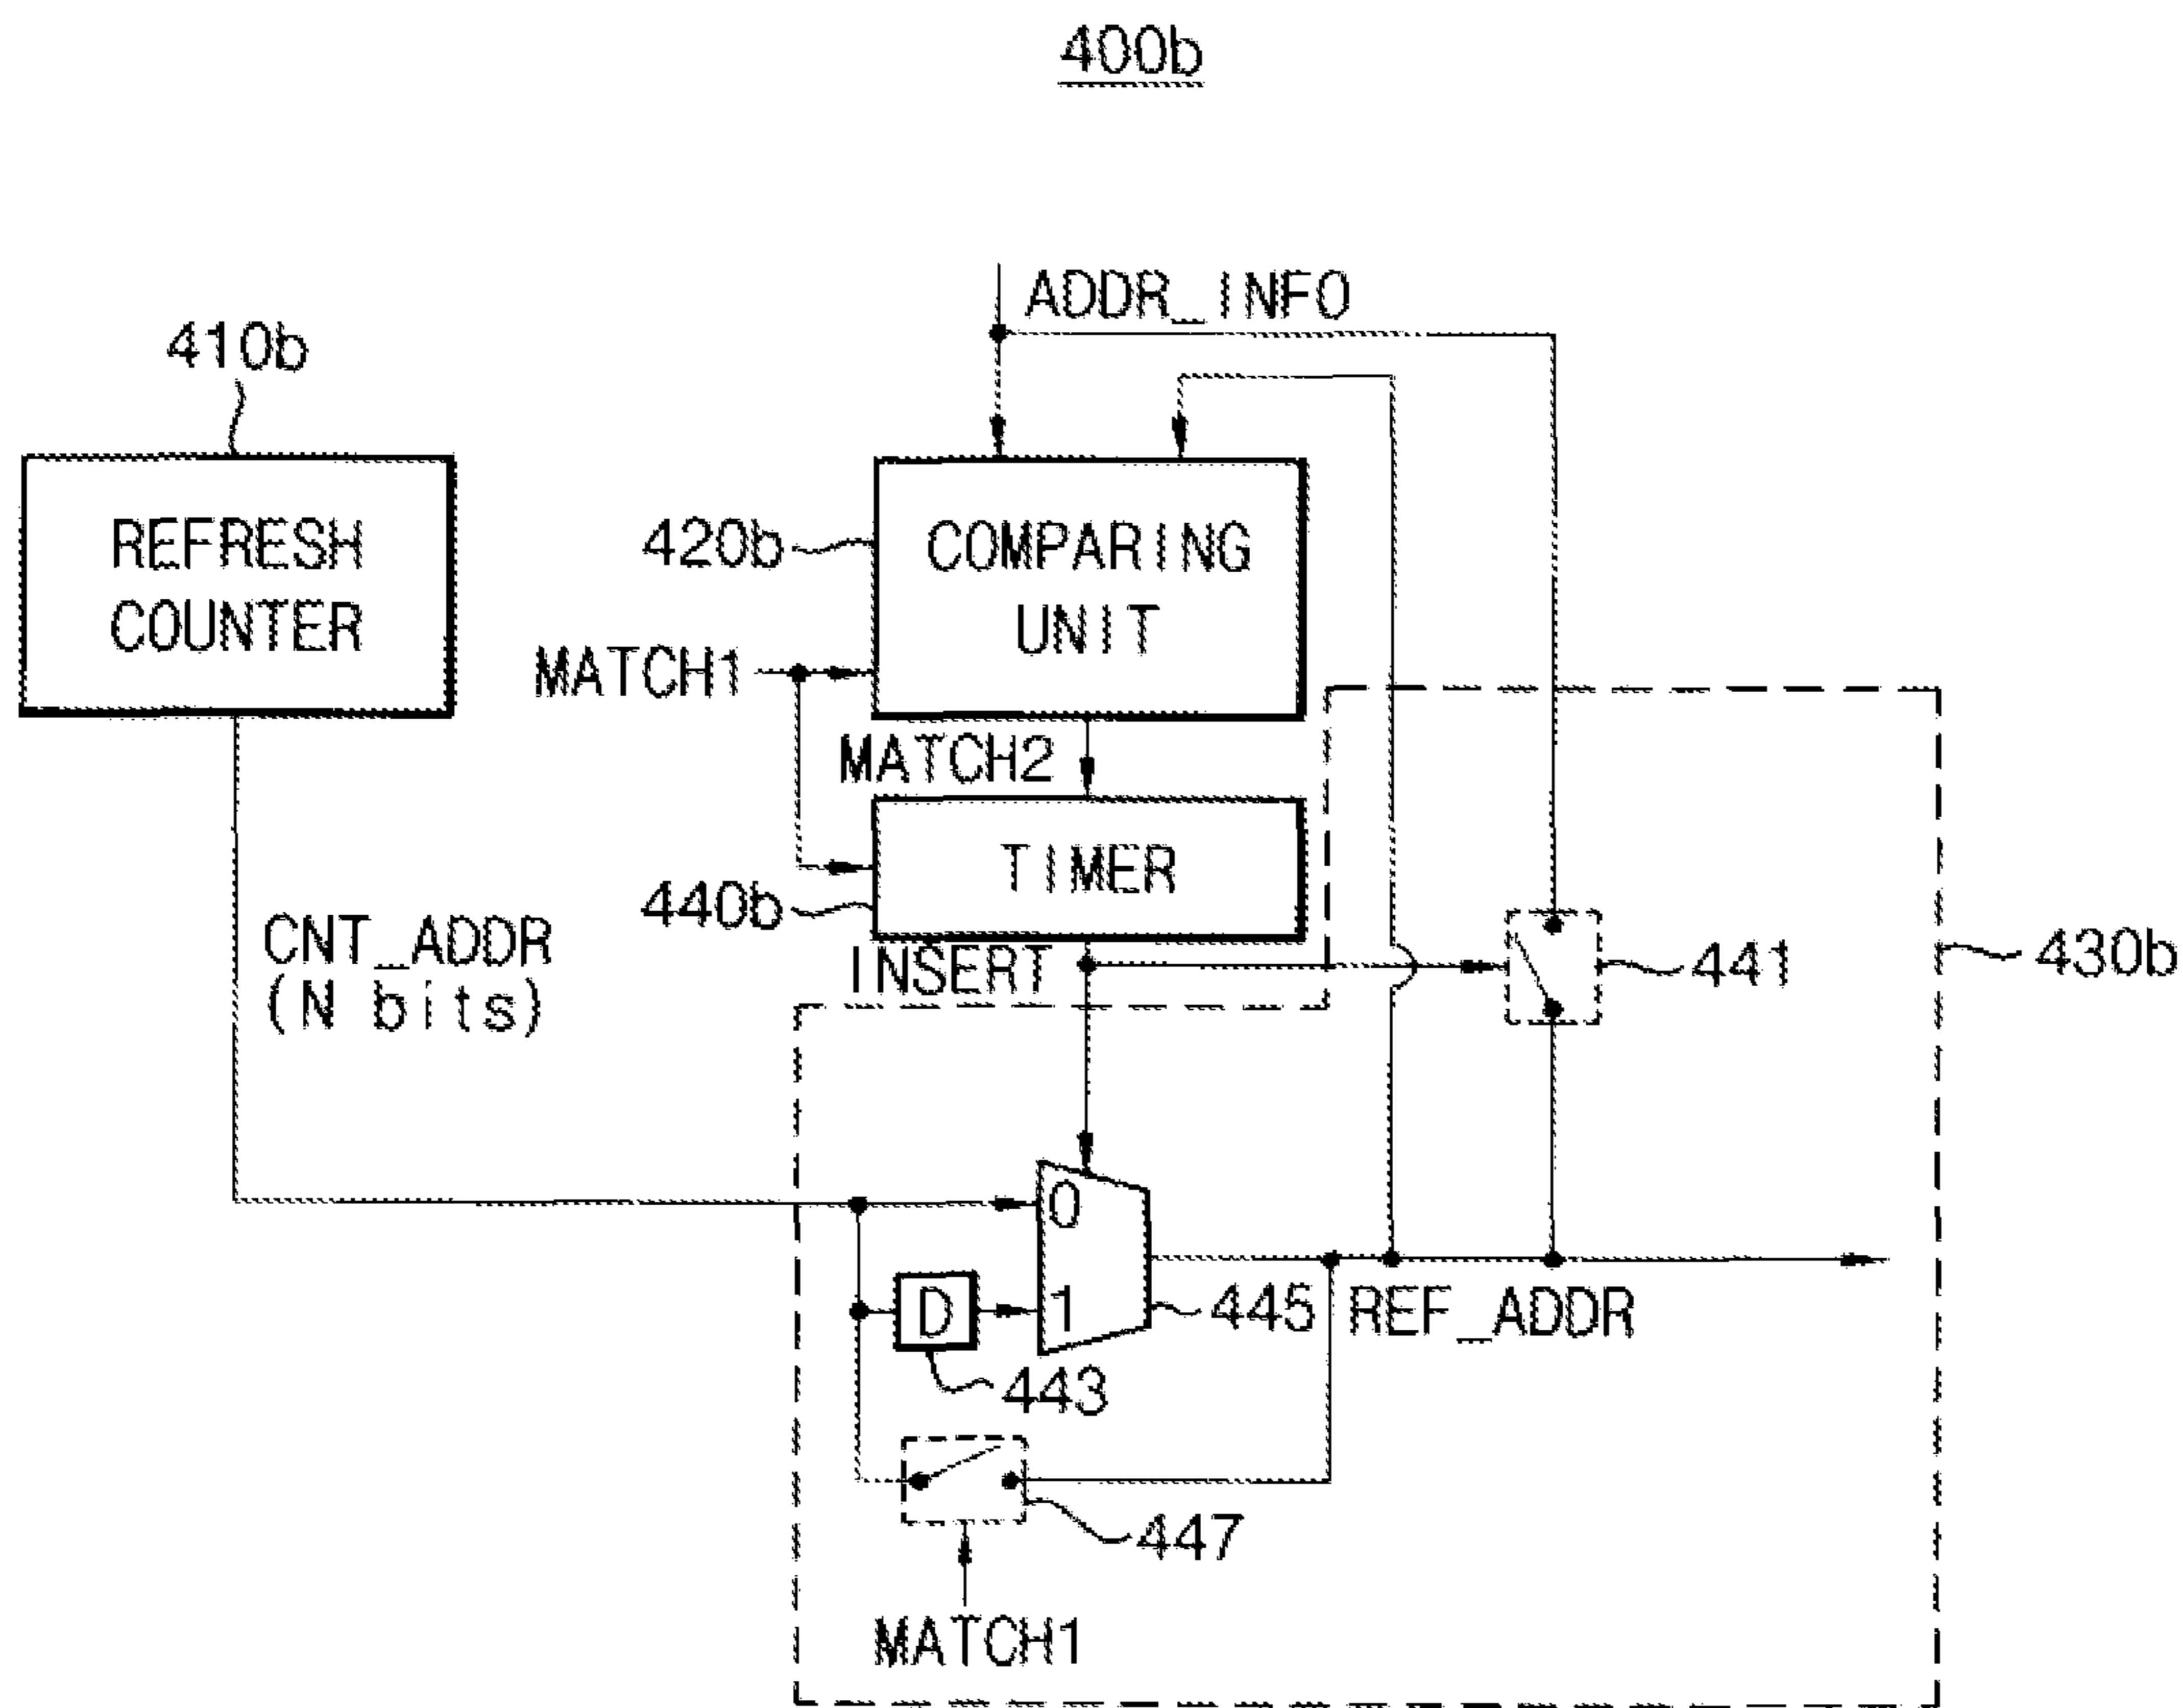 400b
ADDR_INFO
410b
REFRESH
COUNTER
420b
COMPARING
UNIT
MATCH1
MATCH2
TIMER
440b
INSERT
CNT_ADDR
(N bits)
441
430b
0
1
D
443
445
REF_ADDR
447
MATCH1